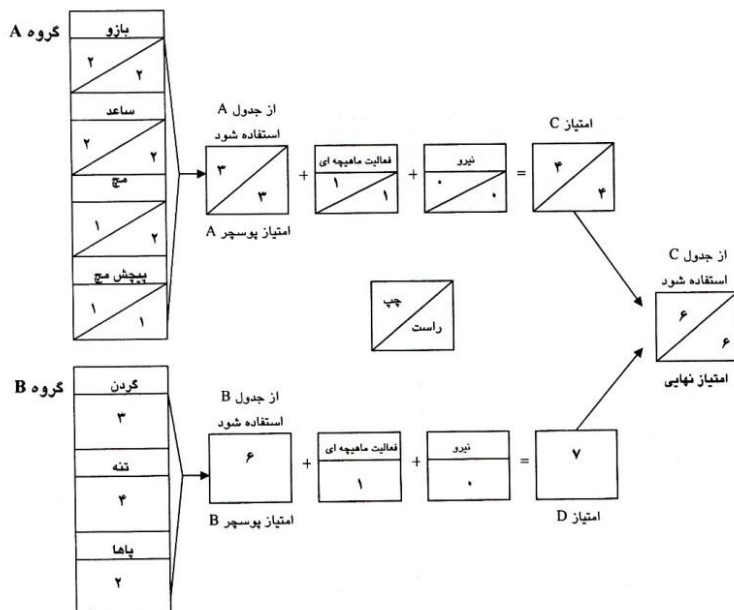 گروه A
بازو
۲
۲
ساعد
۲
۲
مچ
۱
۲
پیچش مچ
۱
۱
از جدول A
استفاده شود
۳
۳
امتیاز پوسچر A
+
فعالیت ماهیچه ای
۱
۱
+
نیرو
۰
۰
=
امتیاز C
۴
۴
چپ
راست
از جدول C
استفاده شود
۶
۶
امتیاز نهایی
گروه B
گردن
۳
تنه
۴
پاها
۲
از جدول B
استفاده شود
۶
امتیاز پوسچر B
+
فعالیت ماهیچه ای
۱
+
نیرو
۰
=
۷
امتیاز D